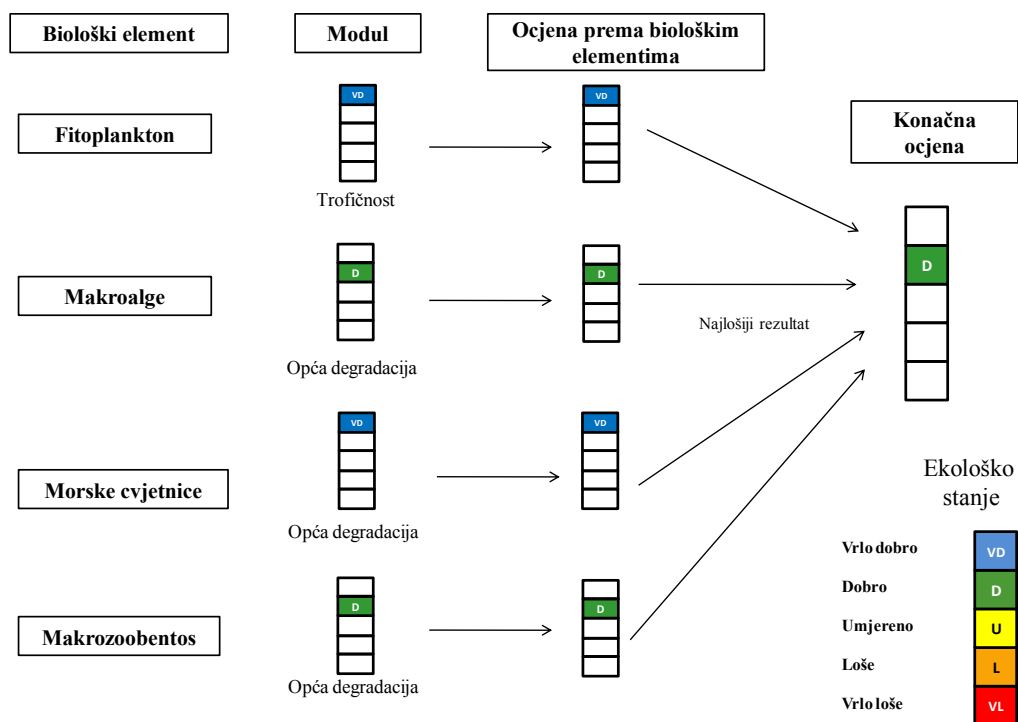 Biološki element
Modul
Ocjena prema biološkim
elementima
Konačna
ocjena
Fitoplankton
VD
VD
Trofičnost
Makroalge
D
D
Opća degradacija
Najlošiji rezultat
D
Morske cvjetnice
VD
VD
Opća degradacija
Makrozoobentos
D
D
Opća degradacija
Ekološko
stanje
Vrlo dobro VD
Dobro D
Umjereno U
Loše L
Vrlo loše VL